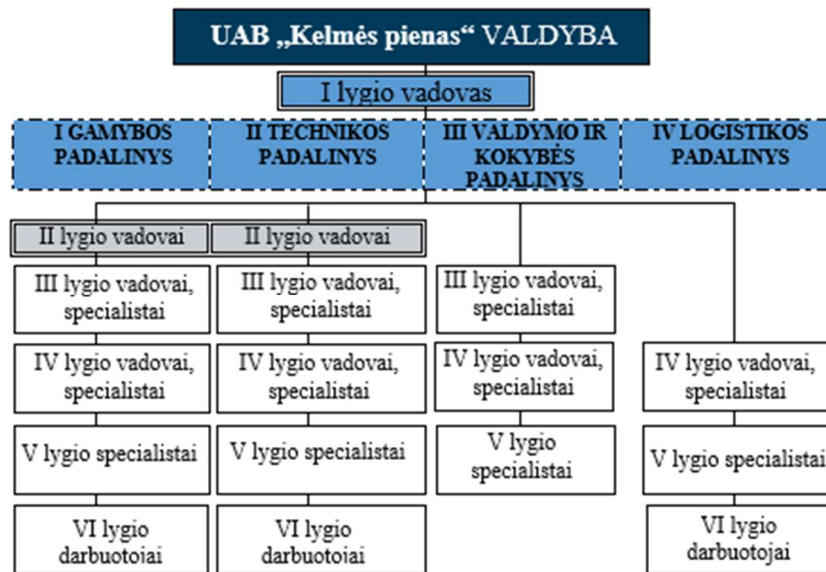 UAB „Kelmės pienas“ VALDYBA
I lygio vadovas
I GAMYBOS
PADALINYS
II TECHNIKOS
PADALINYS
III VALDYMO IR
KOKYBĖS
PADALINYS
IV LOGISTIKOS
PADALINYS
II lygio vadovai
II lygio vadovai
III lygio vadovai,
specialistai
III lygio vadovai,
specialistai
III lygio vadovai,
specialistai
IV lygio vadovai,
specialistai
IV lygio vadovai,
specialistai
IV lygio vadovai,
specialistai
IV lygio vadovai,
specialistai
V lygio specialistai
V lygio specialistai
V lygio
specialistai
V lygio specialistai
VI lygio
darbuotojai
VI lygio
darbuotojai
VI lygio
darbuotojai